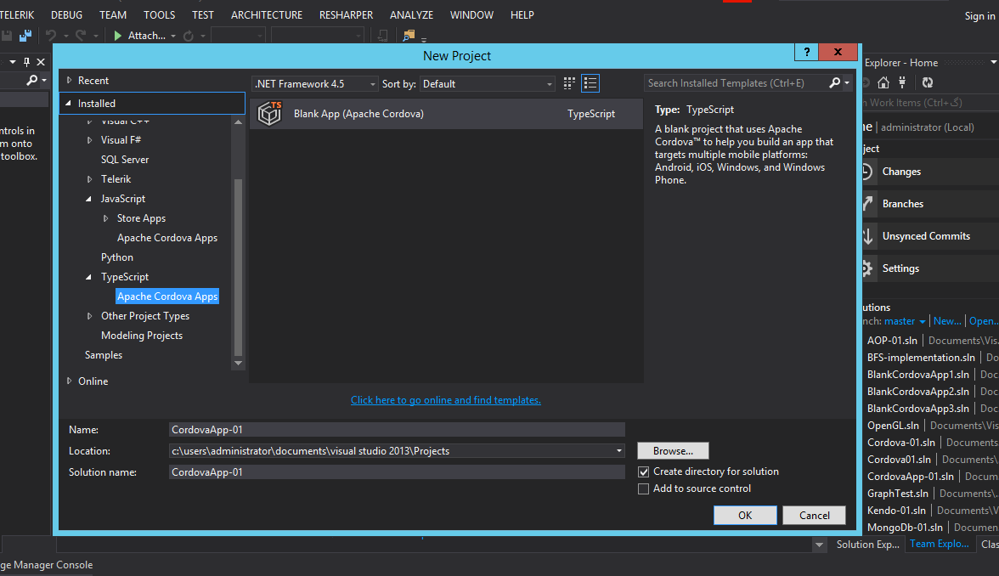 TELERIK DEBUG TEAM TOOLS TEST ARCHITECTURE RESHARPER ANALYZE WINDOW HELP
Sign in
Attach...
New Project
? X
Explorer - Home
Recent
.NET Framework 4.5 Sort by: Default
Search Installed Templates (Ctrl+E)
Installed
Visual C++
Visual F#
SQL Server
Telerik
JavaScript
Store Apps
Apache Cordova Apps
Python
TypeScript
Apache Cordova Apps
Other Project Types
Modeling Projects
Samples
Online
TS
Blank App (Apache Cordova) TypeScript
Type: TypeScript
A blank project that uses Apache
Cordova™ to help you build an app that
targets multiple mobile platforms:
Android, iOS, Windows, and Windows
Phone.
Click here to go online and find templates.
Name: CordovaApp-01
Location: c:\users\administrator\documents\visual studio 2013\Projects
Browse...
Solution name: CordovaApp-01
Create directory for solution
Add to source control
OK Cancel
ntrols in
m onto
toolbox.
h Work Items (Ctrl+ک)
me | administrator (Local)
ject
Changes
Branches
Unsynced Commits
Settings
utions
nch: master | New... | Open...
AOP-01.sln | Documents\Vis.
BFS-implementation.sln | Do
BlankCordovaApp1.sln | Doc
BlankCordovaApp2.sln | Doc
BlankCordovaApp3.sln | Doc
OpenGL.sln | Documents\Vis
Cordova-01.sln | Documents
Cordova01.sln | Documents\
CordovaApp-01.sln | Docum
GraphTest.sln | Documents\.
Kendo-01.sln | Documents\V
MongoDb-01.sln | Documen
Solution Exp... Team Explo... Clas
ge Manager Console